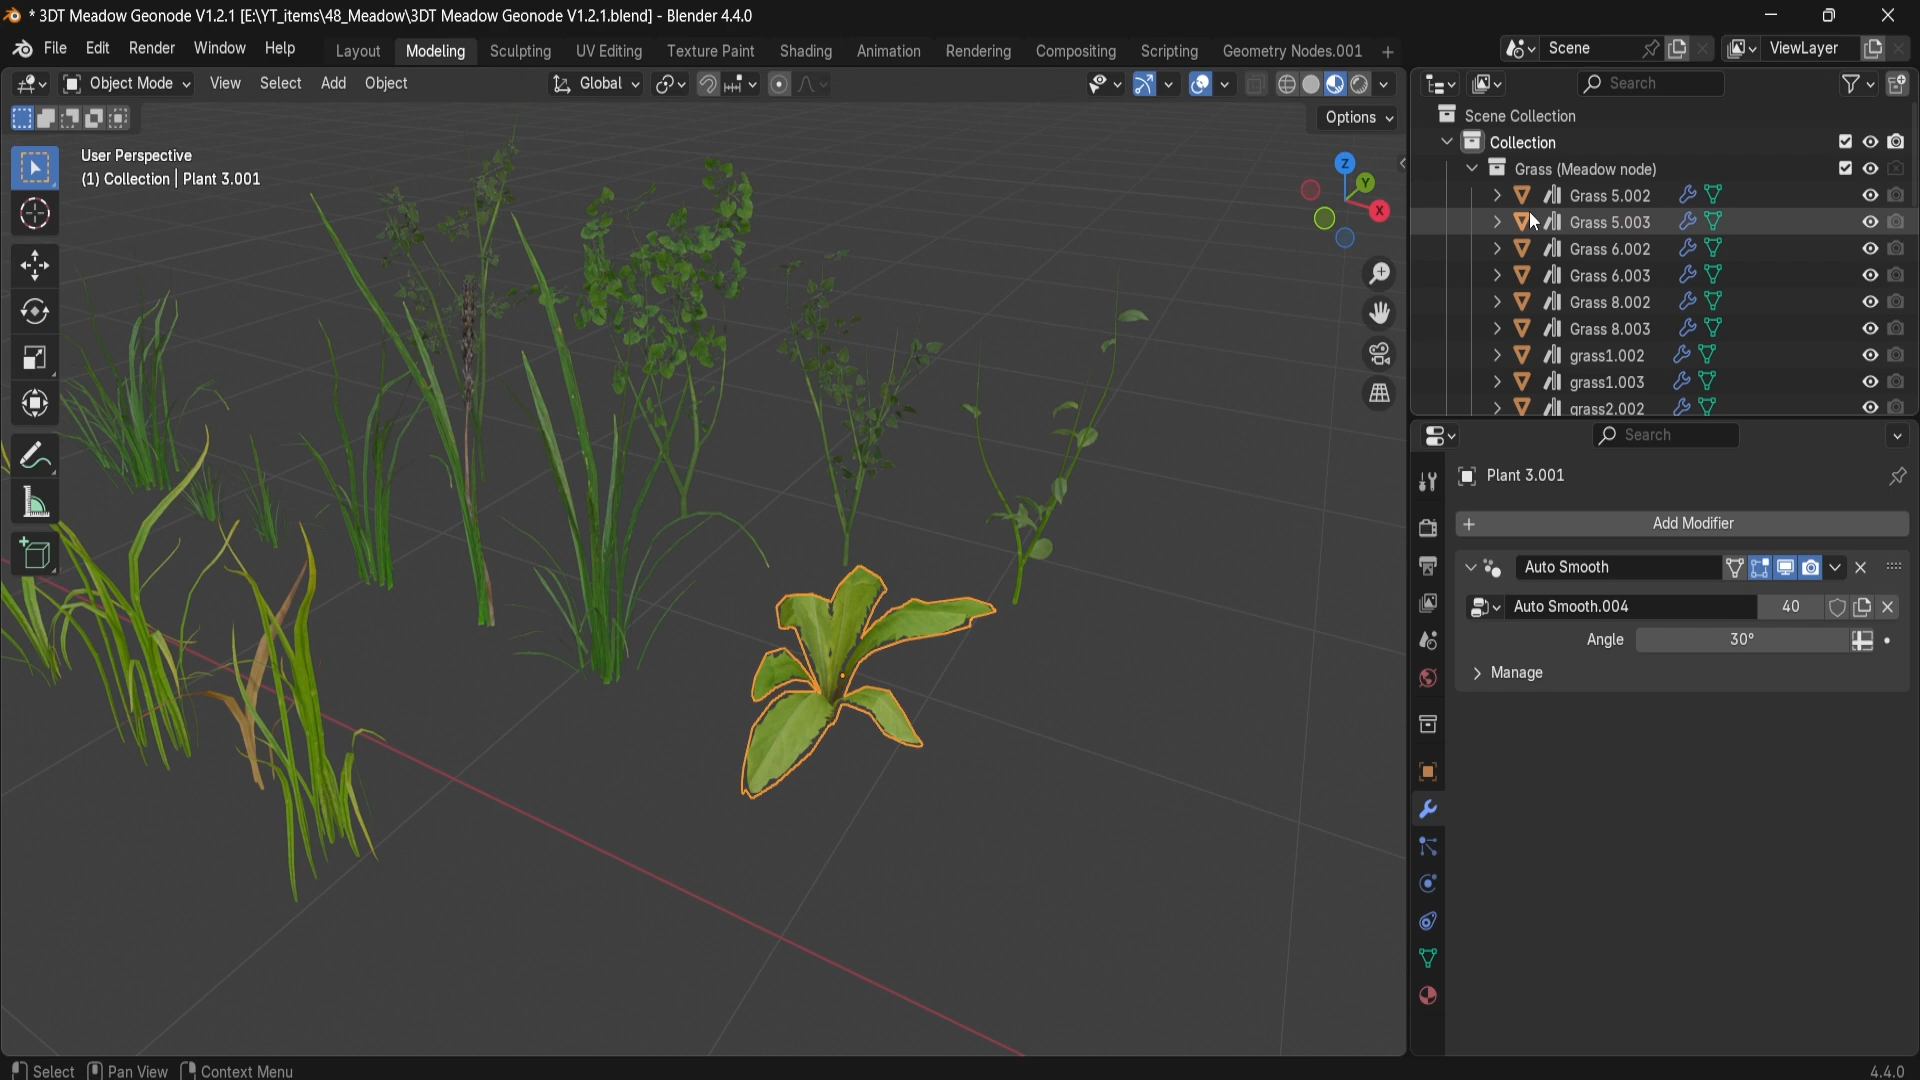 * 3DT Meadow Geonode V1.2.1 [E:\YT_items\48_Meadow\3DT Meadow Geonode V1.2.1.blend] - Blender 4.4.0
File Edit Render Window Help Layout Modeling Sculpting UV Editing Texture Paint Shading Animation Rendering Compositing Scripting Geometry Nodes.001 + Scene ViewLayer
Object Mode View Select Add Object Global
Options
User Perspective
(1) Collection | Plant 3.001
Z
Y
X
Search
Scene Collection
Collection
Grass (Meadow node)
Grass 5.002
Grass 5.003
Grass 6.002
Grass 6.003
Grass 8.002
Grass 8.003
grass1.002
grass1.003
grass2.002
Search
Plant 3.001
+ Add Modifier
Auto Smooth
Auto Smooth.004 40
Angle 30°
Manage
Select Pan View Context Menu
4.4.0